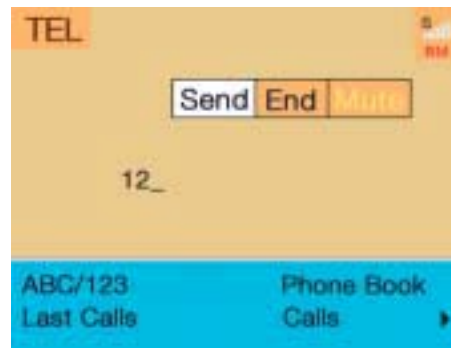 TEL
Send End Mute
12_
ABC/123 Phone Book
Last Calls Calls